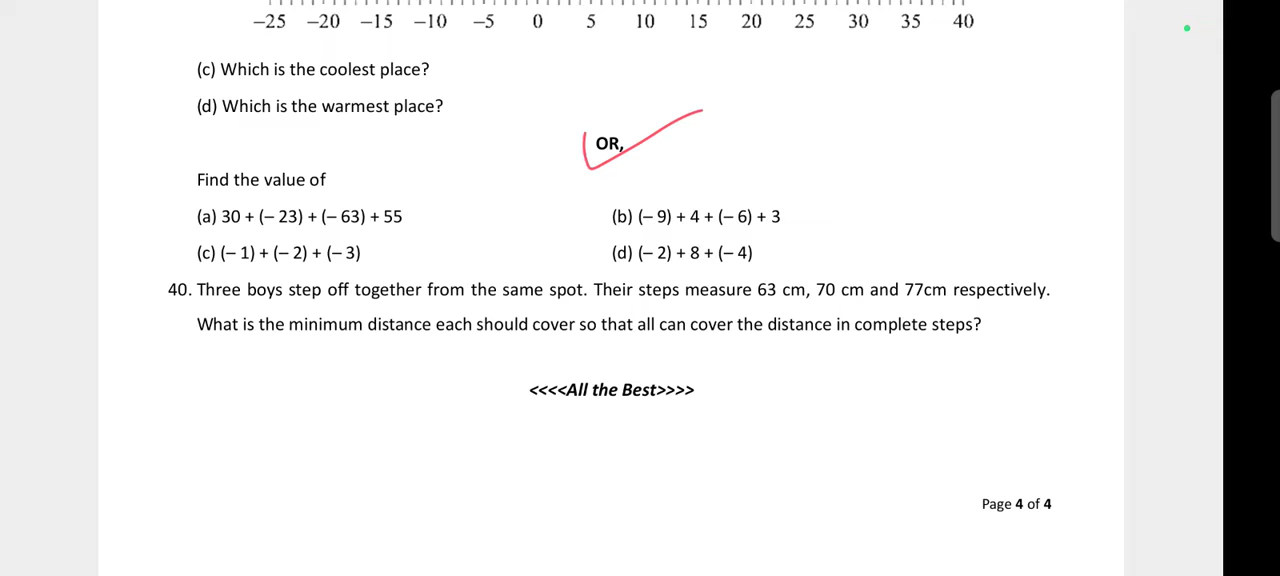 −25 −20 −15 −10 −5 0 5 10 15 20 25 30 35 40
(c) Which is the coolest place?
(d) Which is the warmest place?
OR,
Find the value of
(a) 30 + (– 23) + (– 63) + 55 (b) (– 9) + 4 + (– 6) + 3
(c) (– 1) + (– 2) + (– 3) (d) (– 2) + 8 + (– 4)
40. Three boys step off together from the same spot. Their steps measure 63 cm, 70 cm and 77cm respectively.
What is the minimum distance each should cover so that all can cover the distance in complete steps?
<<<<All the Best>>>>
Page 4 of 4